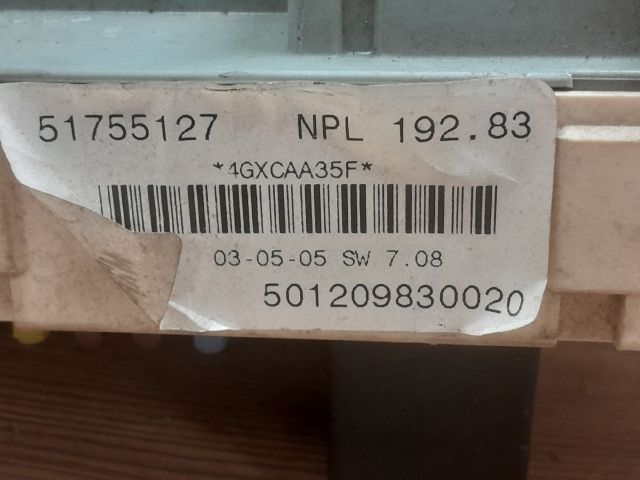 51755127 NPL 192.83
*4GXCAA35F*
03-05-05 SW 7.08
501209830020